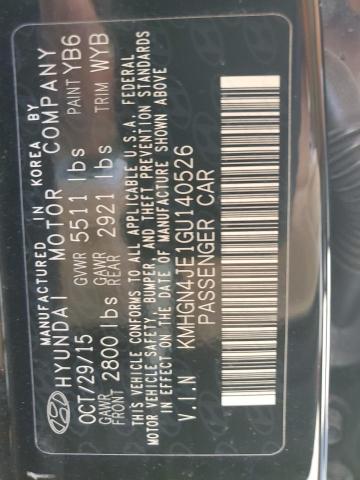 MANUFACTURED IN KOREA BY
HYUNDAI MOTOR COMPANY
OCT/29/15 GVWR 5511 lbs PAINT YB6
GAWR FRONT 2800 lbs GAWR REAR 2921 lbs TRIM WYB
THIS VEHICLE CONFORMS TO ALL APPLICABLE U.S.A. FEDERAL
MOTOR VEHICLE SAFETY, BUMPER, AND THEFT PREVENTION STANDARDS
IN EFFECT ON THE DATE OF MANUFACTURE SHOWN ABOVE
V.I.N KMHGN4JE1GU140526
PASSENGER CAR